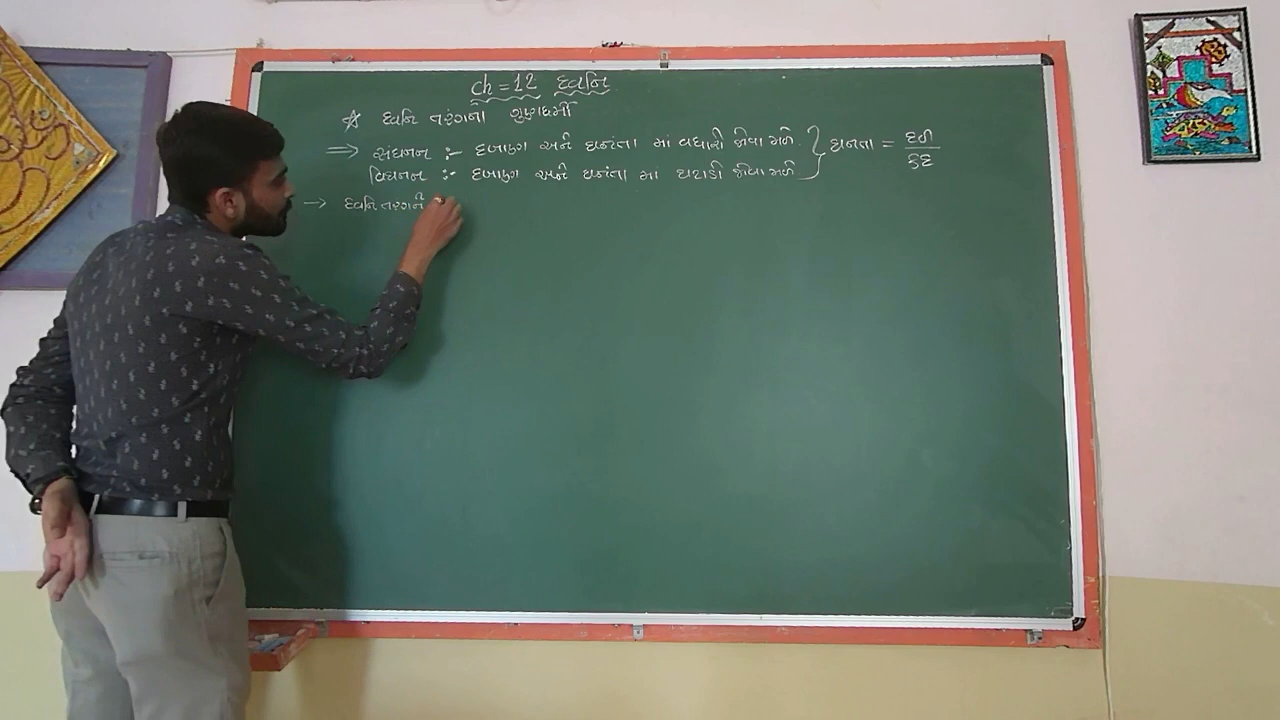 ch = 12 ધ્વનિ
☆ ધ્વનિ તરંગના ગુણધર્મો
⇒ સંઘનન :- દબાણ અને ઘનતા માં વધારો જોવા મળે. } ઘનતા = દળ / કદ
વિઘનન :- દબાણ અને ઘનતા માં ઘટાડો જોવા મળે
→ ધ્વનિ તરંગની